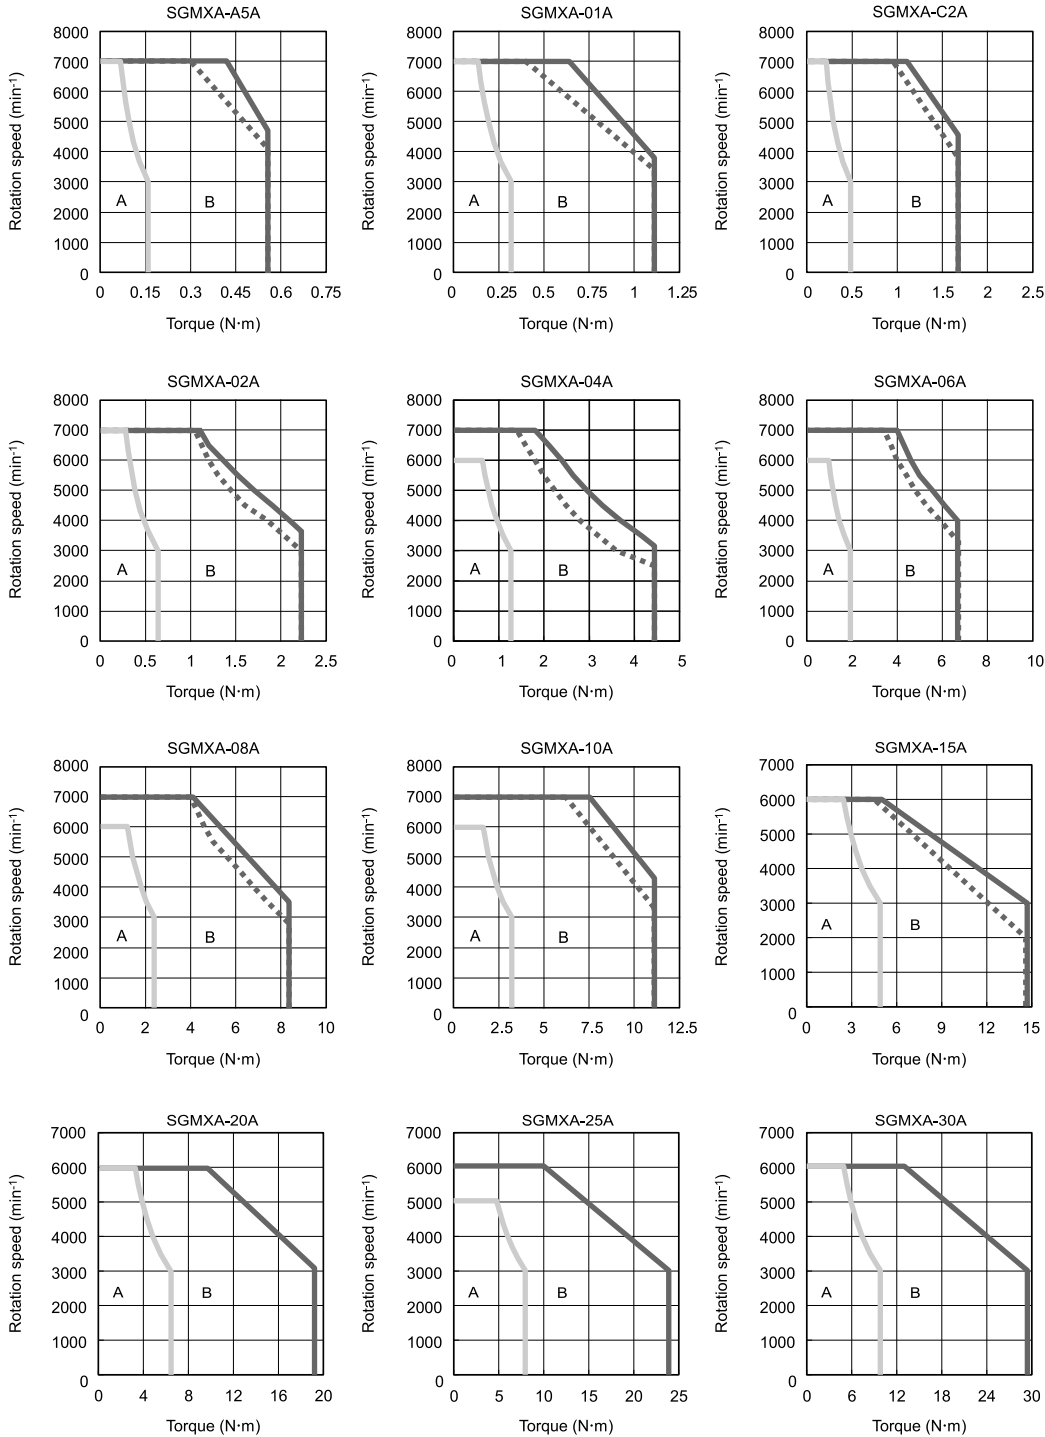 SGMXA-A5A
Rotation speed (min-1)
8000
7000
6000
5000
4000
3000
2000
1000
0
A
B
0 0.15 0.3 0.45 0.6 0.75
Torque (N·m)
SGMXA-01A
Rotation speed (min-1)
8000
7000
6000
5000
4000
3000
2000
1000
0
A
B
0 0.25 0.5 0.75 1 1.25
Torque (N·m)
SGMXA-C2A
Rotation speed (min-1)
8000
7000
6000
5000
4000
3000
2000
1000
0
A
B
0 0.5 1 1.5 2 2.5
Torque (N·m)
SGMXA-02A
Rotation speed (min-1)
8000
7000
6000
5000
4000
3000
2000
1000
0
A
B
0 0.5 1 1.5 2 2.5
Torque (N·m)
SGMXA-04A
Rotation speed (min-1)
8000
7000
6000
5000
4000
3000
2000
1000
0
A
B
0 1 2 3 4 5
Torque (N·m)
SGMXA-06A
Rotation speed (min-1)
8000
7000
6000
5000
4000
3000
2000
1000
0
A
B
0 2 4 6 8 10
Torque (N·m)
SGMXA-08A
Rotation speed (min-1)
8000
7000
6000
5000
4000
3000
2000
1000
0
A
B
0 2 4 6 8 10
Torque (N·m)
SGMXA-10A
Rotation speed (min-1)
8000
7000
6000
5000
4000
3000
2000
1000
0
A
B
0 2.5 5 7.5 10 12.5
Torque (N·m)
SGMXA-15A
Rotation speed (min-1)
7000
6000
5000
4000
3000
2000
1000
0
A
B
0 3 6 9 12 15
Torque (N·m)
SGMXA-20A
Rotation speed (min-1)
7000
6000
5000
4000
3000
2000
1000
0
A
B
0 4 8 12 16 20
Torque (N·m)
SGMXA-25A
Rotation speed (min-1)
7000
6000
5000
4000
3000
2000
1000
0
A
B
0 5 10 15 20 25
Torque (N·m)
SGMXA-30A
Rotation speed (min-1)
7000
6000
5000
4000
3000
2000
1000
0
A
B
0 6 12 18 24 30
Torque (N·m)